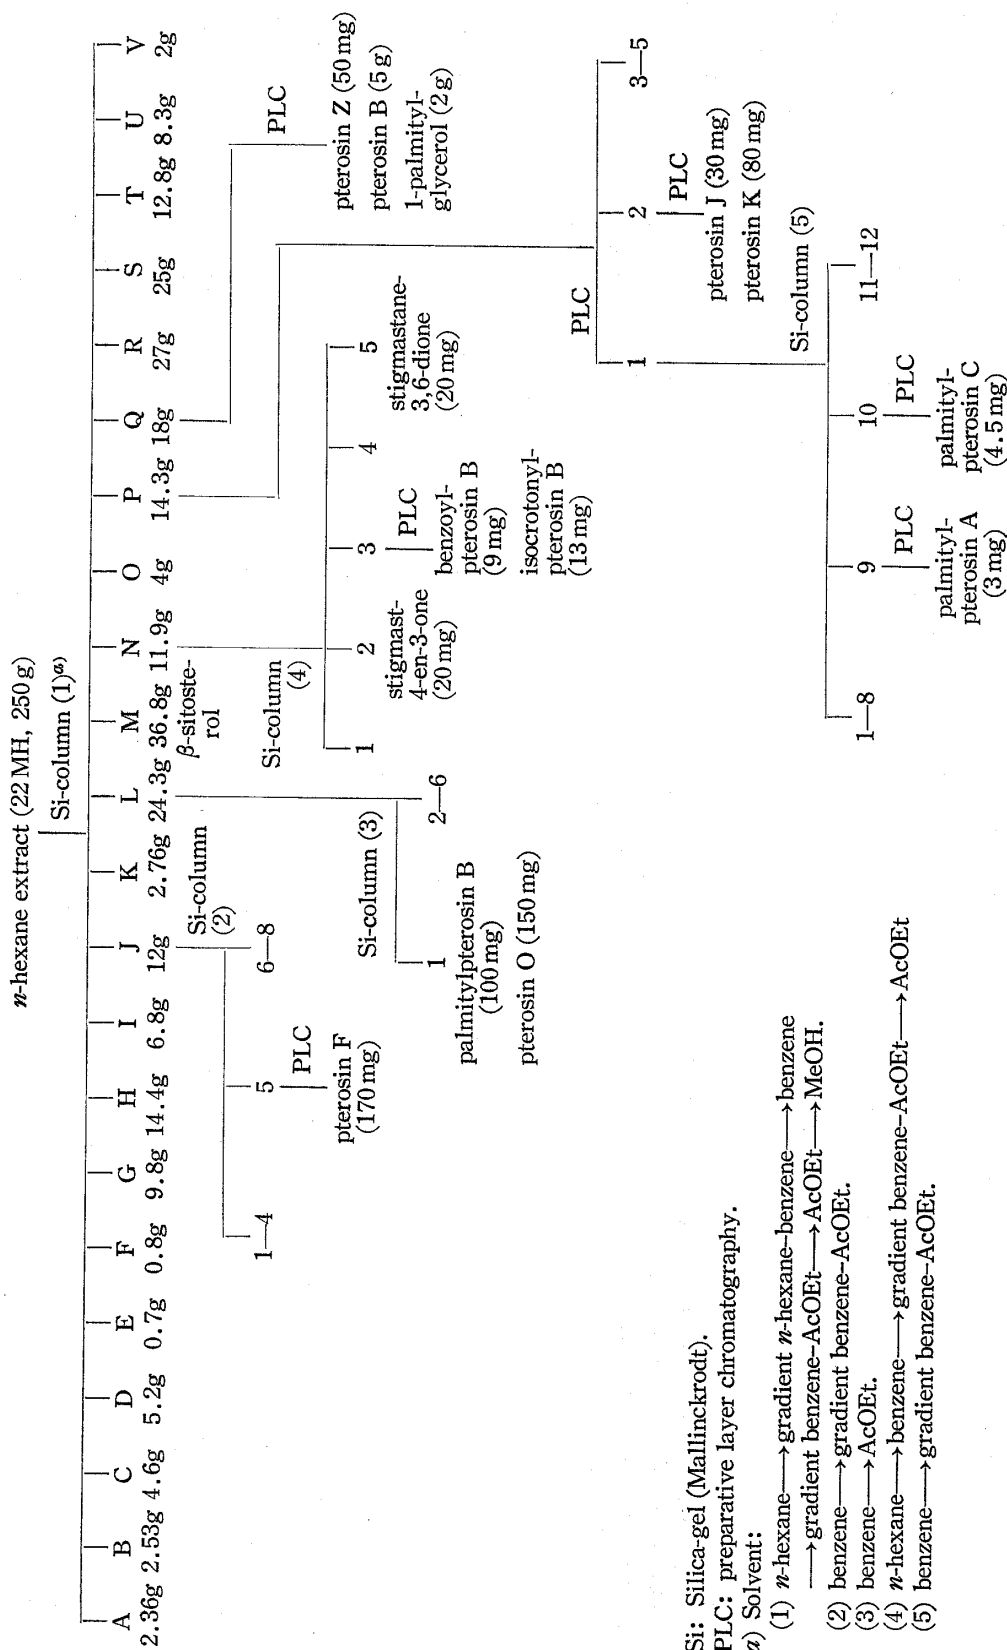 n-hexane extract (22 MH, 250 g)
Si-column (1)a)
A B C D E F G H I J K L M N O P Q R S T U V
2.36g 2.53g 4.6g 5.2g 0.7g 0.8g 9.8g 14.4g 6.8g 12g 2.76g 24.3g 36.8g 11.9g 4g 14.3g 18g 27g 25g 12.8g 8.3g 2g
β-sitoste-
rol
Si-column
(2)
1—4 5 6—8
PLC
pterosin F
(170 mg)
Si-column (3)
1 2—6
palmitylpterosin B
(100 mg)
pterosin O (150 mg)
Si-column
(4)
1 2 3 4 5
stigmast-
4-en-3-one
(20 mg)
PLC
benzoyl-
pterosin B
(9 mg)
isocrotonyl-
pterosin B
(13 mg)
stigmastane-
3,6-dione
(20 mg)
PLC
pterosin Z (50 mg)
pterosin B (5 g)
1-palmityl-
glycerol (2 g)
PLC
1 2 3—5
PLC
pterosin J (30 mg)
pterosin K (80 mg)
Si-column (5)
1—8 9 10 11—12
PLC
palmityl-
pterosin A
(3 mg)
PLC
palmityl-
pterosin C
(4.5 mg)
Si: Silica-gel (Mallinckrodt).
PLC: preparative layer chromatography.
a) Solvent:
(1) n-hexane⟶gradient n-hexane–benzene⟶benzene
⟶gradient benzene–AcOEt⟶AcOEt⟶MeOH.
(2) benzene⟶gradient benzene–AcOEt.
(3) benzene⟶AcOEt.
(4) n-hexane⟶benzene⟶gradient benzene–AcOEt⟶AcOEt
(5) benzene⟶gradient benzene–AcOEt.